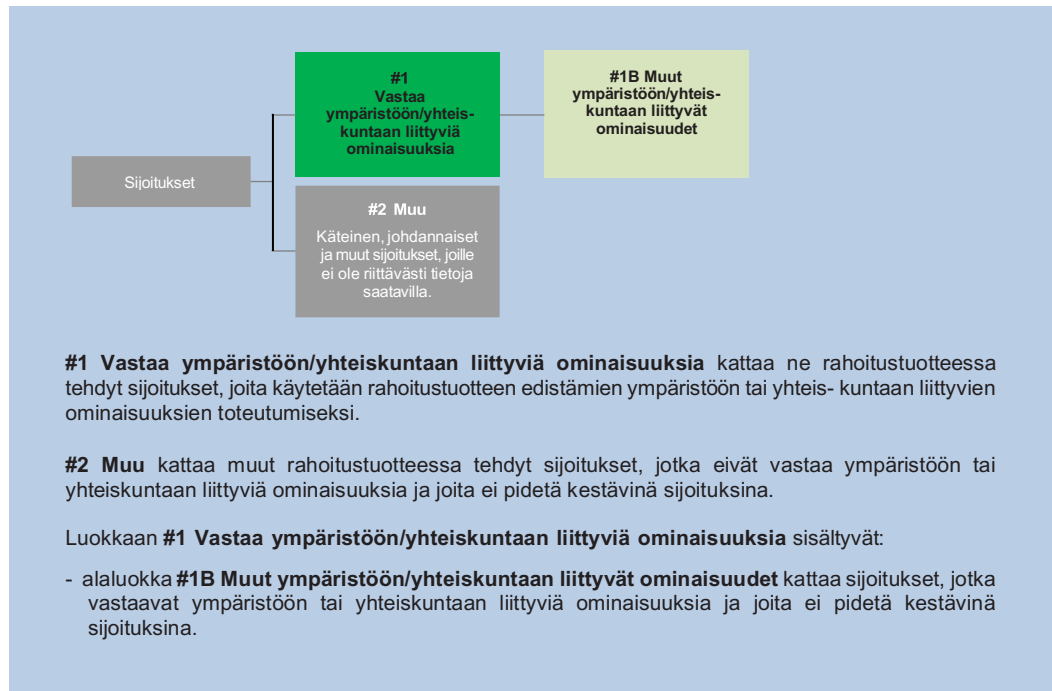 #1
Vastaa
ympäristöön/yhteis-
kuntaan liittyviä
ominaisuuksia
#1B Muut
ympäristöön/yhteis-
kuntaan liittyvät
ominaisuudet
Sijoitukset
#2 Muu
Käteinen, johdannaiset
ja muut sijoitukset, joille
ei ole riittävästi tietoja
saatavilla.
#1 Vastaa ympäristöön/yhteiskuntaan liittyviä ominaisuuksia kattaa ne rahoitustuotteessa
tehdyt sijoitukset, joita käytetään rahoitustuotteen edistämien ympäristöön tai yhteis- kuntaan liittyvien
ominaisuuksien toteutumiseksi.
#2 Muu kattaa muut rahoitustuotteessa tehdyt sijoitukset, jotka eivät vastaa ympäristöön tai
yhteiskuntaan liittyviä ominaisuuksia ja joita ei pidetä kestävinä sijoituksina.
Luokkaan #1 Vastaa ympäristöön/yhteiskuntaan liittyviä ominaisuuksia sisältyvät:
- alaluokka #1B Muut ympäristöön/yhteiskuntaan liittyvät ominaisuudet kattaa sijoitukset, jotka
vastaavat ympäristöön tai yhteiskuntaan liittyviä ominaisuuksia ja joita ei pidetä kestävinä
sijoituksina.